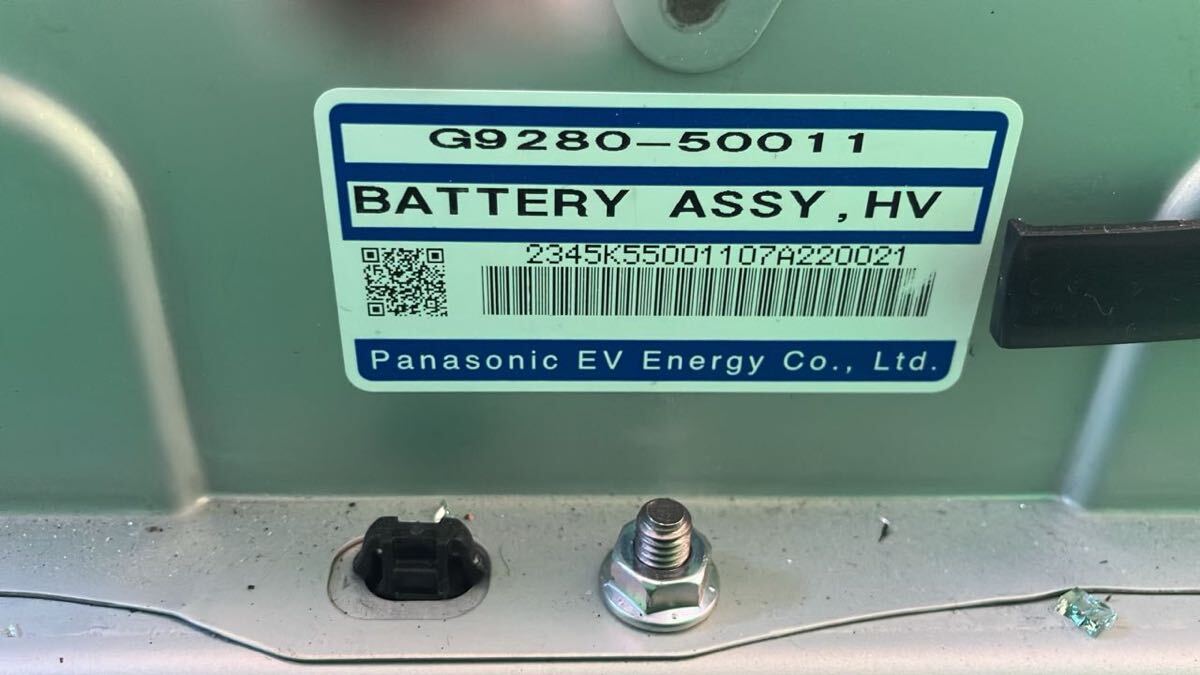 G9280-50011
BATTERY ASSY,HV
2345K55001107A220021
Panasonic EV Energy Co., Ltd.